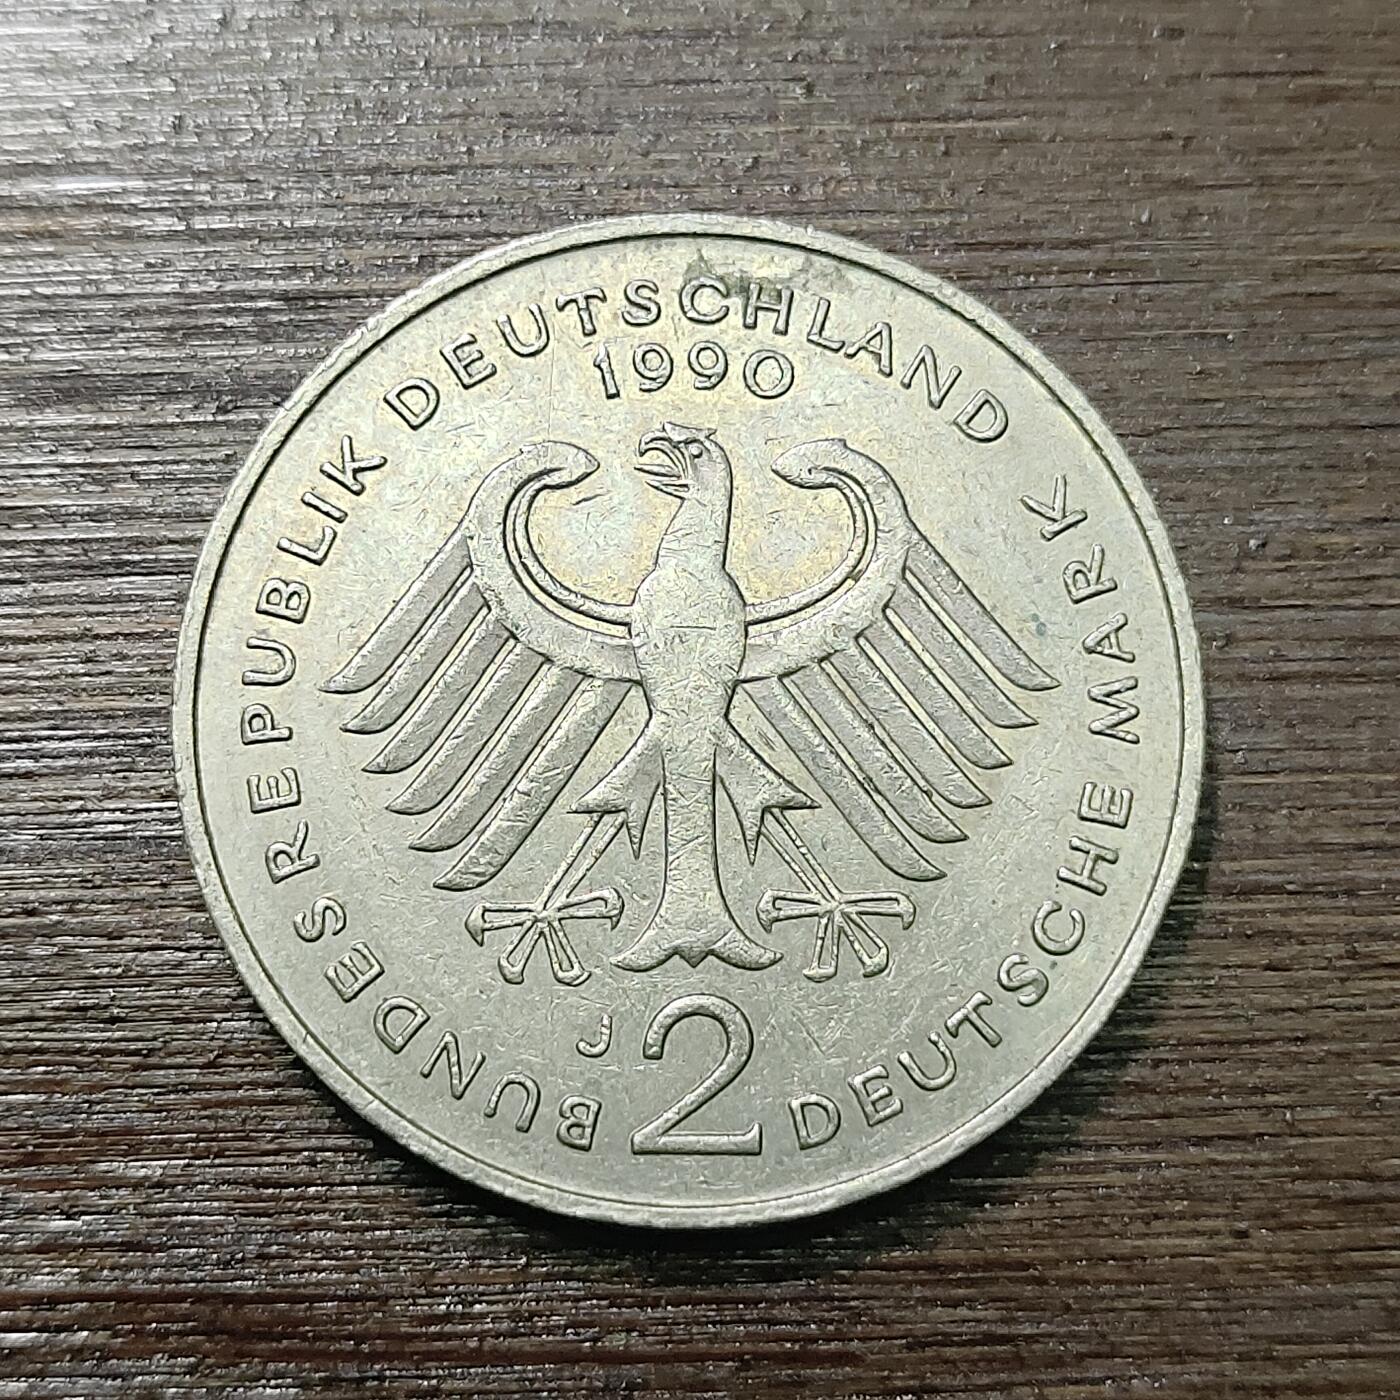 BUNDESREPUBLIK DEUTSCHLAND
1990
J
2
DEUTSCHE MARK